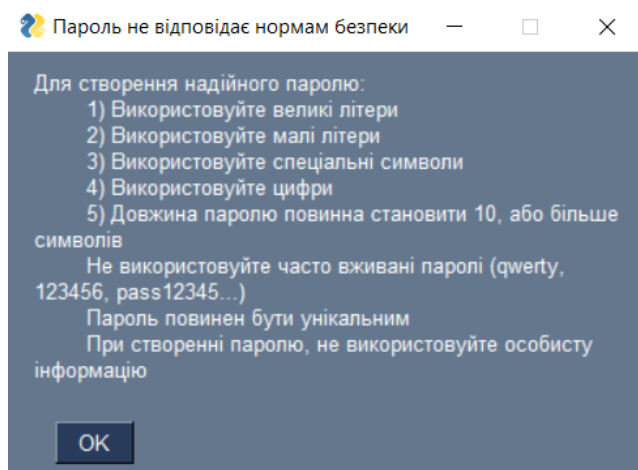 Пароль не відповідає нормам безпеки
Для створення надійного паролю:
1) Використовуйте великі літери
2) Використовуйте малі літери
3) Використовуйте спеціальні символи
4) Використовуйте цифри
5) Довжина паролю повинна становити 10, або більше
символів
Не використовуйте часто вживані паролі (qwerty,
123456, pass12345...)
Пароль повинен бути унікальним
При створенні паролю, не використовуйте особисту
інформацію
OK